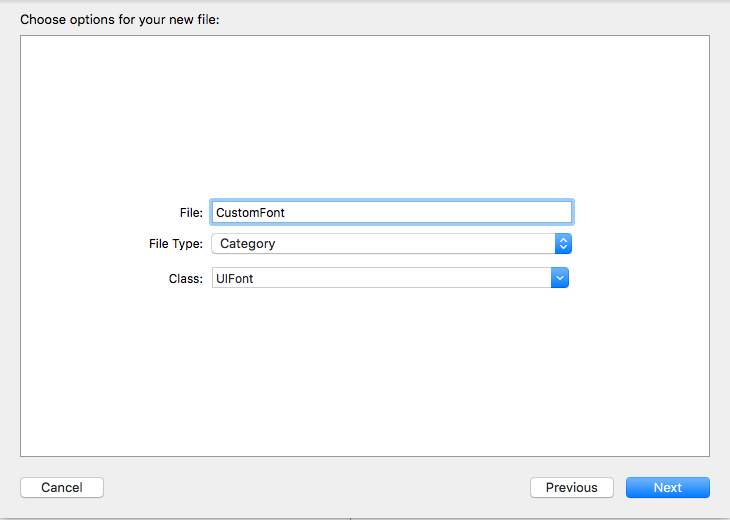 Choose options for your new file:
File: CustomFont
File Type: Category
Class: UIFont
Cancel Previous Next